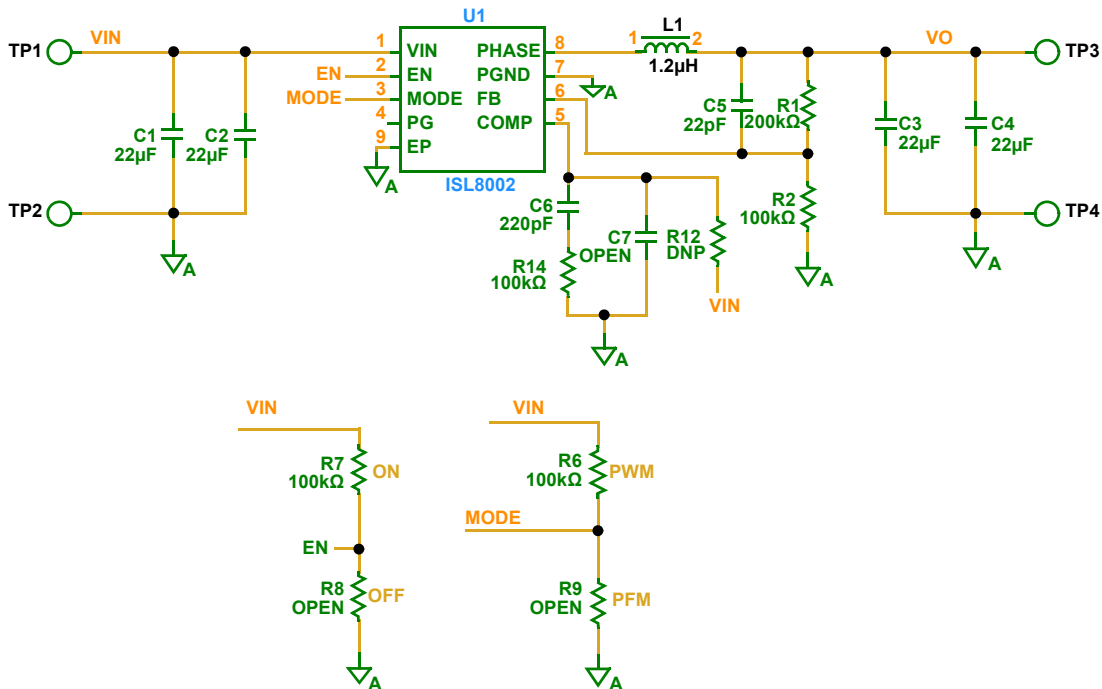 U1
TP1
VIN
1
VIN
PHASE
8
1
L1
2
1.2µH
VO
TP3
EN
2
EN
PGND
7
A
MODE
3
MODE
FB
6
4
PG
COMP
5
9
EP
A
ISL8002
C1
22µF
C2
22µF
C5
22pF
R1
200kΩ
C3
22µF
C4
22µF
TP2
A
C6
220pF
R14
100kΩ
C7
OPEN
R12
DNP
VIN
A
R2
100kΩ
A
TP4
A
VIN
R7
100kΩ
ON
EN
R8
OPEN
OFF
A
VIN
R6
100kΩ
PWM
MODE
R9
OPEN
PFM
A